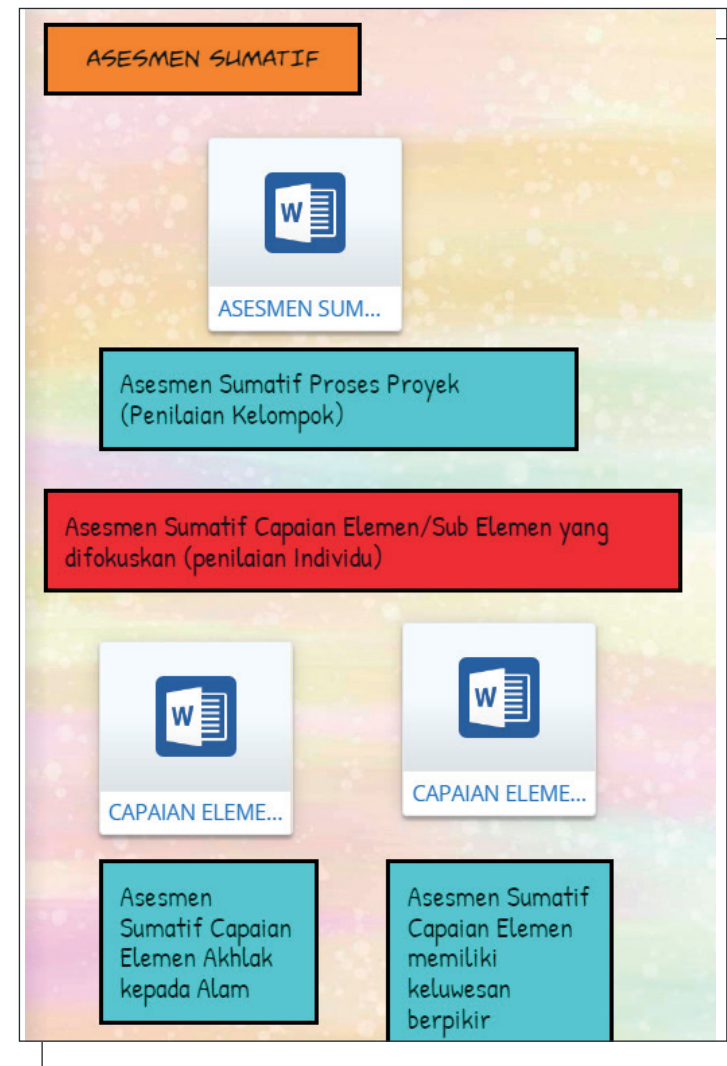 ASESMEN SUMATIF
W
ASESMEN SUM...
Asesmen Sumatif Proses Proyek
(Penilaian Kelompok)
Asesmen Sumatif Capaian Elemen/Sub Elemen yang
difokuskan (penilaian Individu)
W
CAPAIAN ELEME...
W
CAPAIAN ELEME...
Asesmen
Sumatif Capaian
Elemen Akhlak
kepada Alam
Asesmen Sumatif
Capaian Elemen
memiliki
keluwesan
berpikir